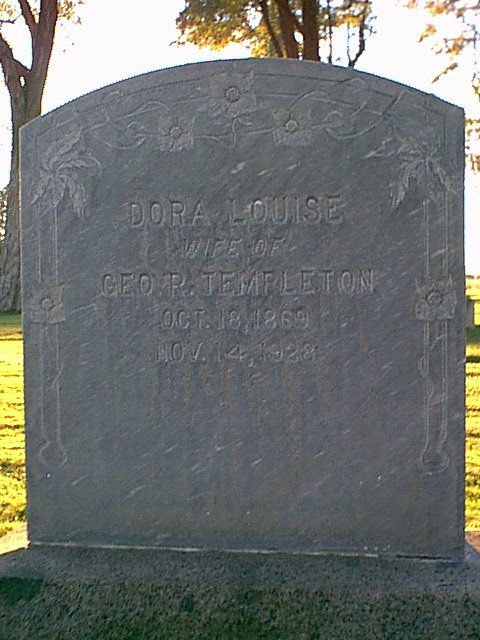 DORA LOUISE
WIFE OF
GEO R. TEMPLETON
OCT. 18, 1869
NOV. 14, 1928